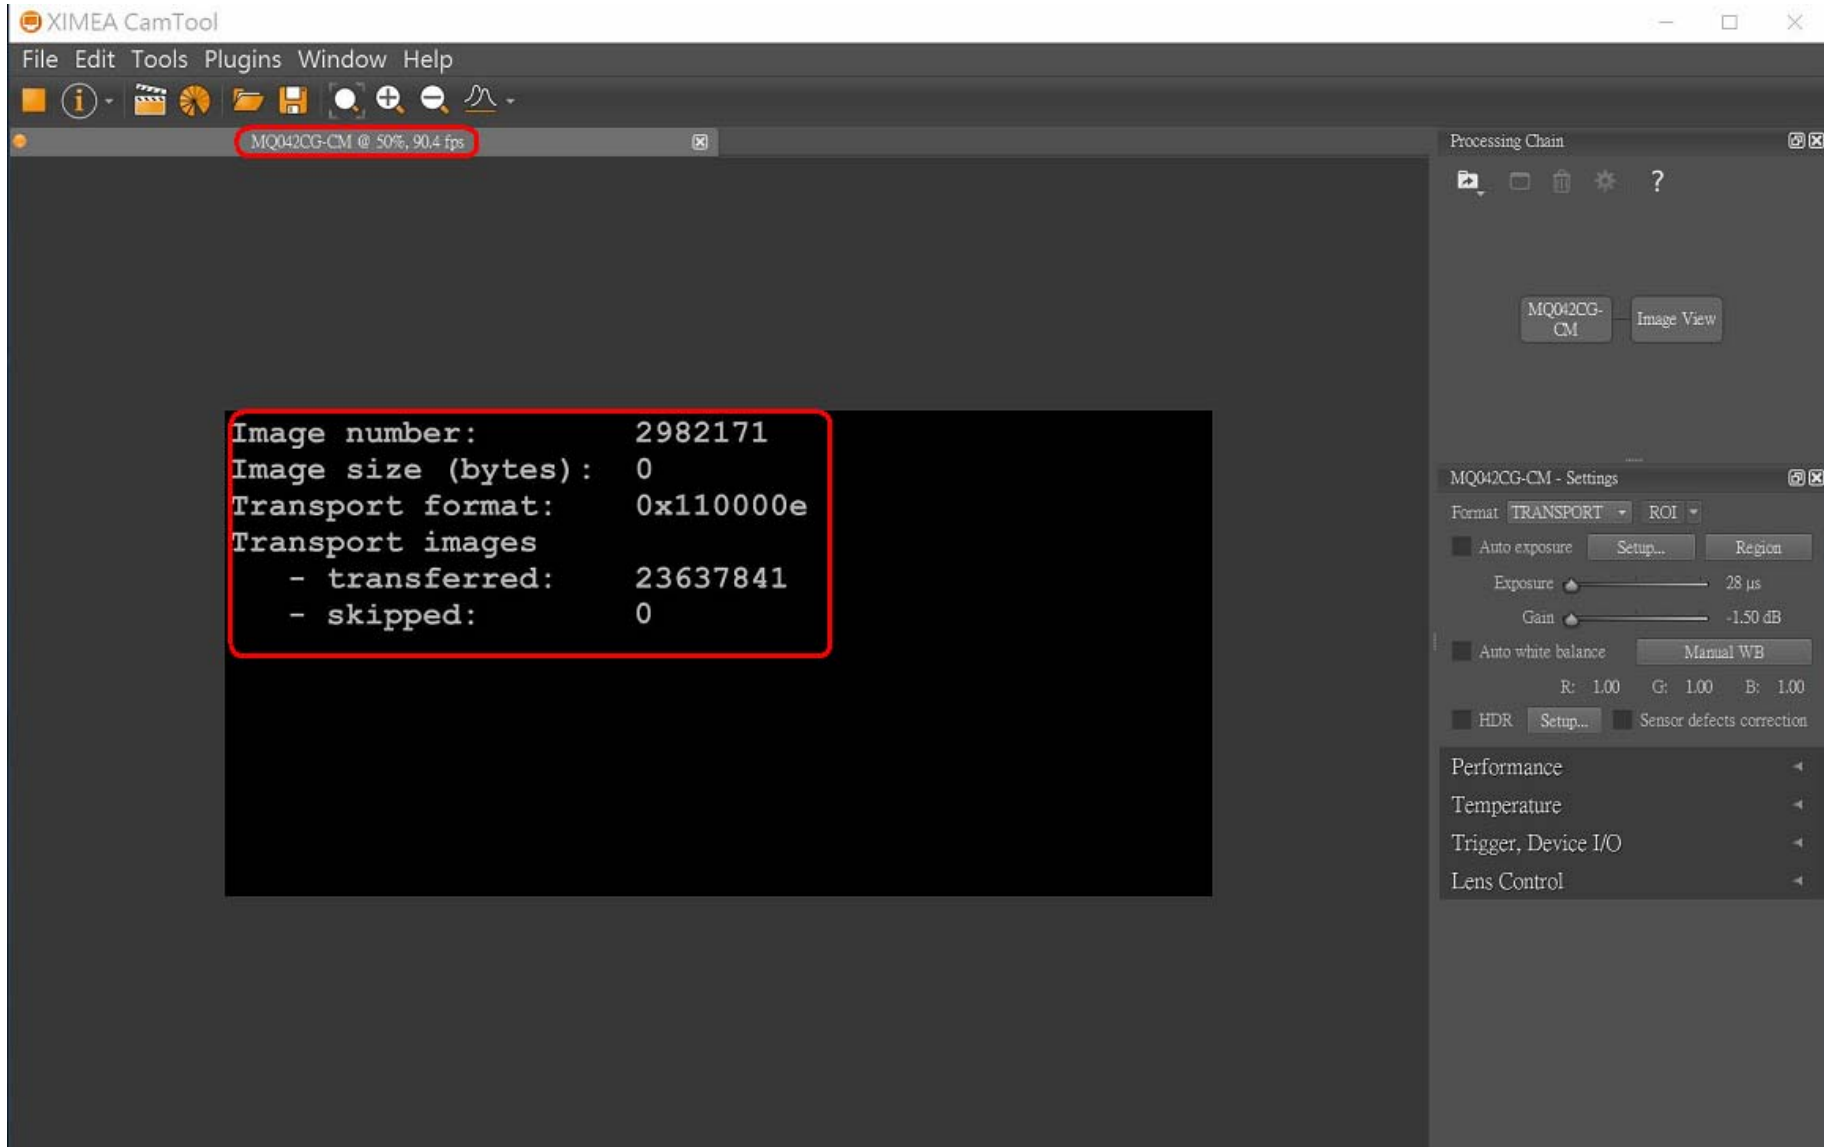 XIMEA CamTool
File Edit Tools Plugins Window Help
MQ042CG-CM @ 50%, 90.4 fps
Processing Chain
?
MQ042CG-
CM
Image View
Image number: 2982171
Image size (bytes): 0
Transport format: 0x110000e
Transport images
- transferred: 23637841
- skipped: 0
MQ042CG-CM - Settings
Format TRANSPORT ROI
Auto exposure Setup... Region
Exposure 28 μs
Gain -1.50 dB
Auto white balance Manual WB
R: 1.00 G: 1.00 B: 1.00
HDR Setup... Sensor defects correction
Performance
Temperature
Trigger, Device I/O
Lens Control